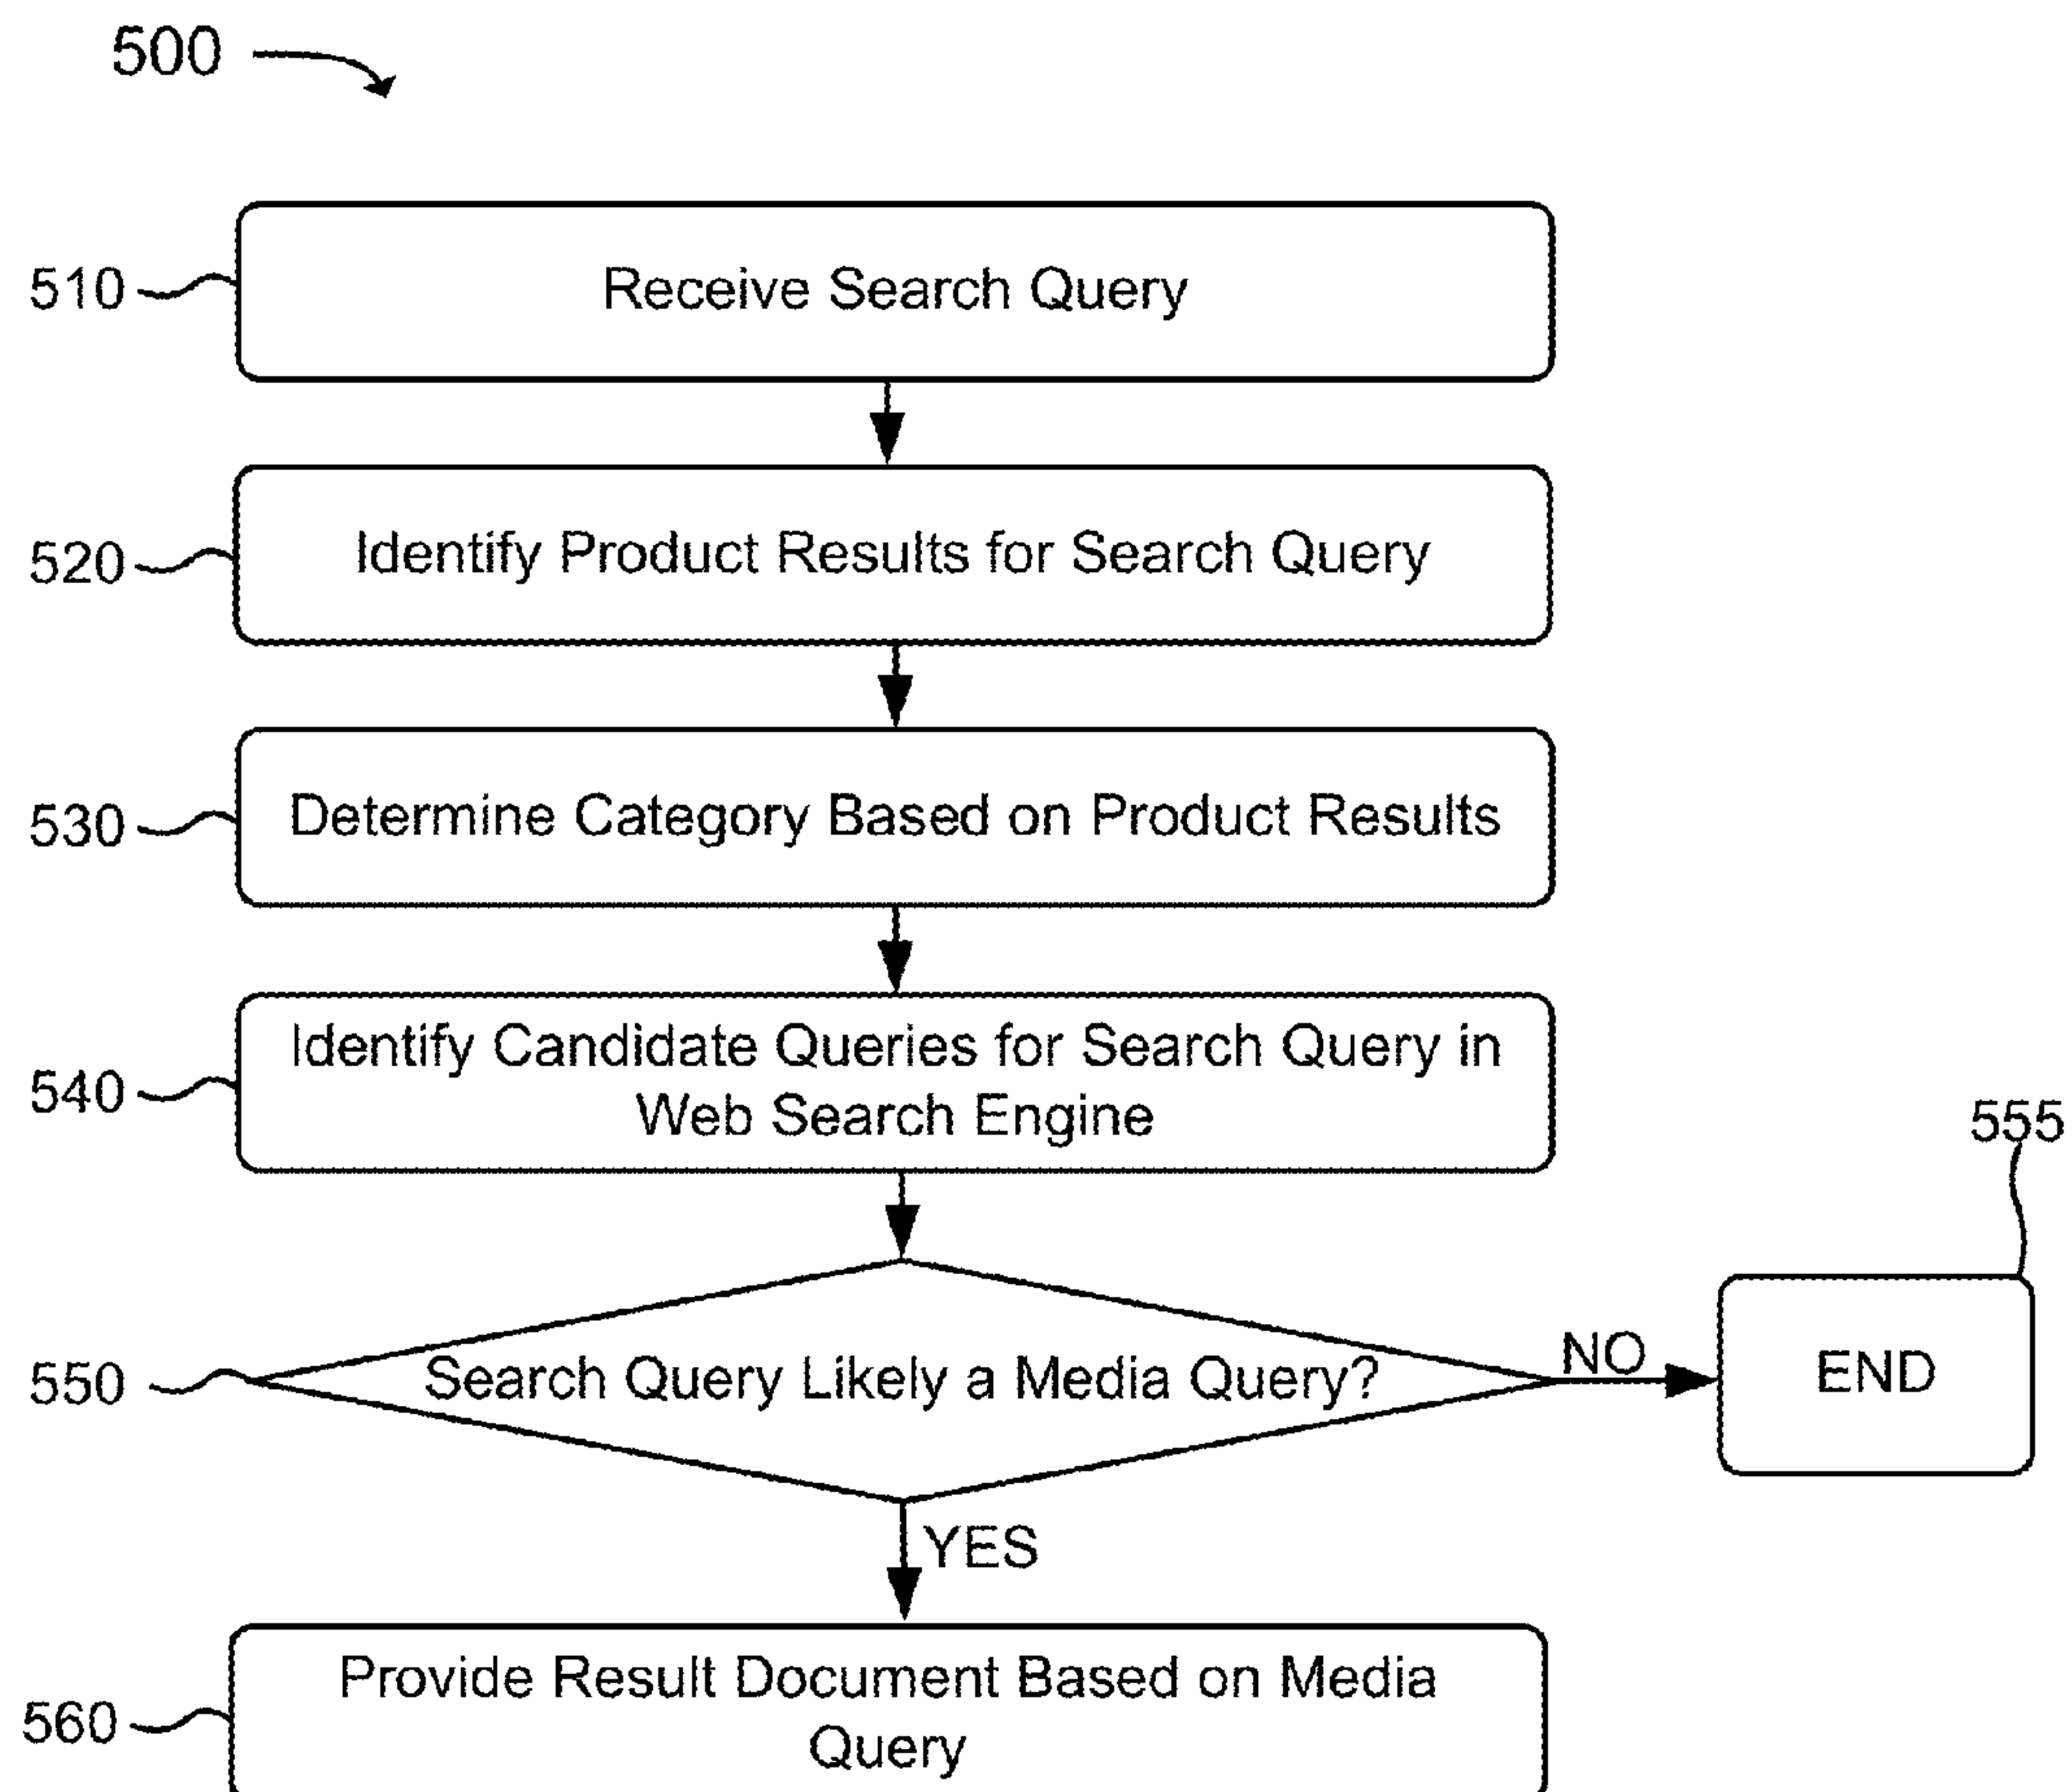 500
510
Receive Search Query
520
Identify Product Results for Search Query
530
Determine Category Based on Product Results
540
Identify Candidate Queries for Search Query in
Web Search Engine
555
550
Search Query Likely a Media Query?
NO
END
YES
560
Provide Result Document Based on Media
Query